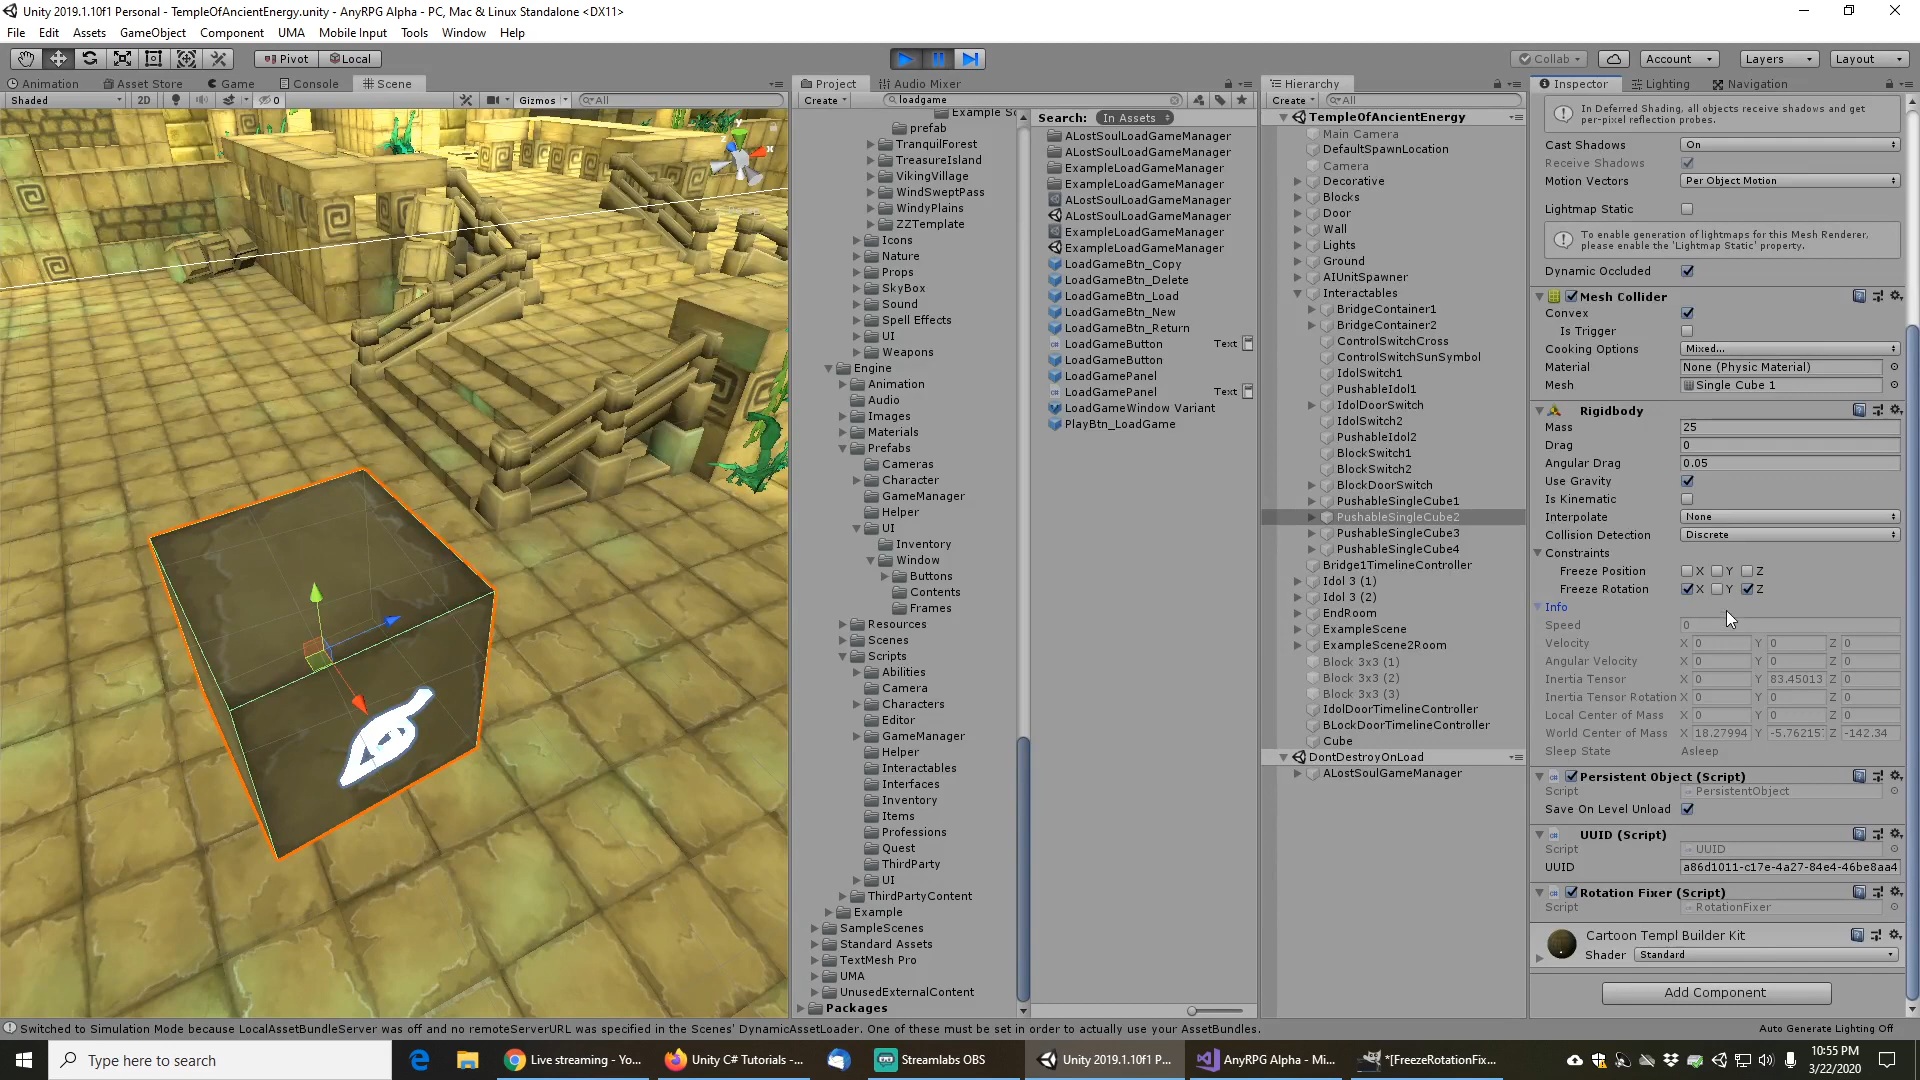 Unity 2019.1.10f1 Personal - TempleOfAncientEnergy.unity - AnyRPG Alpha - PC, Mac & Linux Standalone <DX11>
File Edit Assets GameObject Component UMA Mobile Input Tools Window Help
Pivot Local Collab Account Layers Layout
Animation Asset Store Game Console Scene
Shaded 2D 0 Gizmos All
Project Audio Mixer
Create loadgame
prefab
TranquilForest
TreasureIsland
VikingVillage
WindSweptPass
WindyPlains
ZZTemplate
Icons
Nature
Props
SkyBox
Sound
Spell Effects
UI
Weapons
Engine
Animation
Audio
Images
Materials
Prefabs
Cameras
Character
GameManager
Helper
UI
Inventory
Window
Buttons
Contents
Frames
Resources
Scenes
Scripts
Abilities
Camera
Characters
Editor
GameManager
Helper
Interactables
Interfaces
Inventory
Items
Professions
Quest
ThirdParty
UI
ThirdPartyContent
Example
SampleScenes
Standard Assets
TextMesh Pro
UMA
UnusedExternalContent
Packages
Search: In Assets
ALostSoulLoadGameManager
ALostSoulLoadGameManager
ExampleLoadGameManager
ExampleLoadGameManager
ALostSoulLoadGameManager
ALostSoulLoadGameManager
ExampleLoadGameManager
ExampleLoadGameManager
LoadGameBtn_Copy
LoadGameBtn_Delete
LoadGameBtn_Load
LoadGameBtn_New
LoadGameBtn_Return
LoadGameButton Text
LoadGameButton
LoadGamePanel
LoadGamePanel Text
LoadGameWindow Variant
PlayBtn_LoadGame
Hierarchy
Create All
TempleOfAncientEnergy
Main Camera
DefaultSpawnLocation
Camera
Decorative
Blocks
Door
Wall
Lights
Ground
AIUnitSpawner
Interactables
BridgeContainer1
BridgeContainer2
ControlSwitchCross
ControlSwitchSunSymbol
IdolSwitch1
PushableIdol1
IdolDoorSwitch
IdolSwitch2
PushableIdol2
BlockSwitch1
BlockSwitch2
BlockDoorSwitch
PushableSingleCube1
PushableSingleCube2
PushableSingleCube3
PushableSingleCube4
Bridge1TimelineController
Idol 3 (1)
Idol 3 (2)
EndRoom
ExampleScene
ExampleScene2Room
Block 3x3 (1)
Block 3x3 (2)
Block 3x3 (3)
IdolDoorTimelineController
BLockDoorTimelineController
Cube
DontDestroyOnLoad
ALostSoulGameManager
Inspector Lighting Navigation
In Deferred Shading, all objects receive shadows and get
per-pixel reflection probes.
Cast Shadows On
Receive Shadows
Motion Vectors Per Object Motion
Lightmap Static
To enable generation of lightmaps for this Mesh Renderer,
please enable the 'Lightmap Static' property.
Dynamic Occluded
Mesh Collider
Convex
Is Trigger
Cooking Options Mixed...
Material None (Physic Material)
Mesh Single Cube 1
Rigidbody
Mass 25
Drag 0
Angular Drag 0.05
Use Gravity
Is Kinematic
Interpolate None
Collision Detection Discrete
Constraints
Freeze Position X Y Z
Freeze Rotation X Y Z
Info
Speed 0
Velocity X 0 Y 0 Z 0
Angular Velocity X 0 Y 0 Z 0
Inertia Tensor X 0 Y 83.45013 Z 0
Inertia Tensor Rotation X 0 Y 0 Z 0
Local Center of Mass X 0 Y 0 Z 0
World Center of Mass X 18.27994 Y -5.76215 Z -142.34
Sleep State Asleep
Persistent Object (Script)
Script PersistentObject
Save On Level Unload
UUID (Script)
Script UUID
UUID a86d1011-c17e-4a27-84e4-46be8aa4
Rotation Fixer (Script)
Script RotationFixer
Cartoon Templ Builder Kit
Shader Standard
Add Component
Switched to Simulation Mode because LocalAssetBundleServer was off and no remoteServerURL was specified in the Scenes' DynamicAssetLoader. One of these must be set in order to actually use your AssetBundles.
Auto Generate Lighting Off
Type here to search
Live streaming - Yo...
Unity C# Tutorials -...
Streamlabs OBS
Unity 2019.1.10f1 P...
AnyRPG Alpha - Mi...
*[FreezeRotationFix...
10:55 PM
3/22/2020